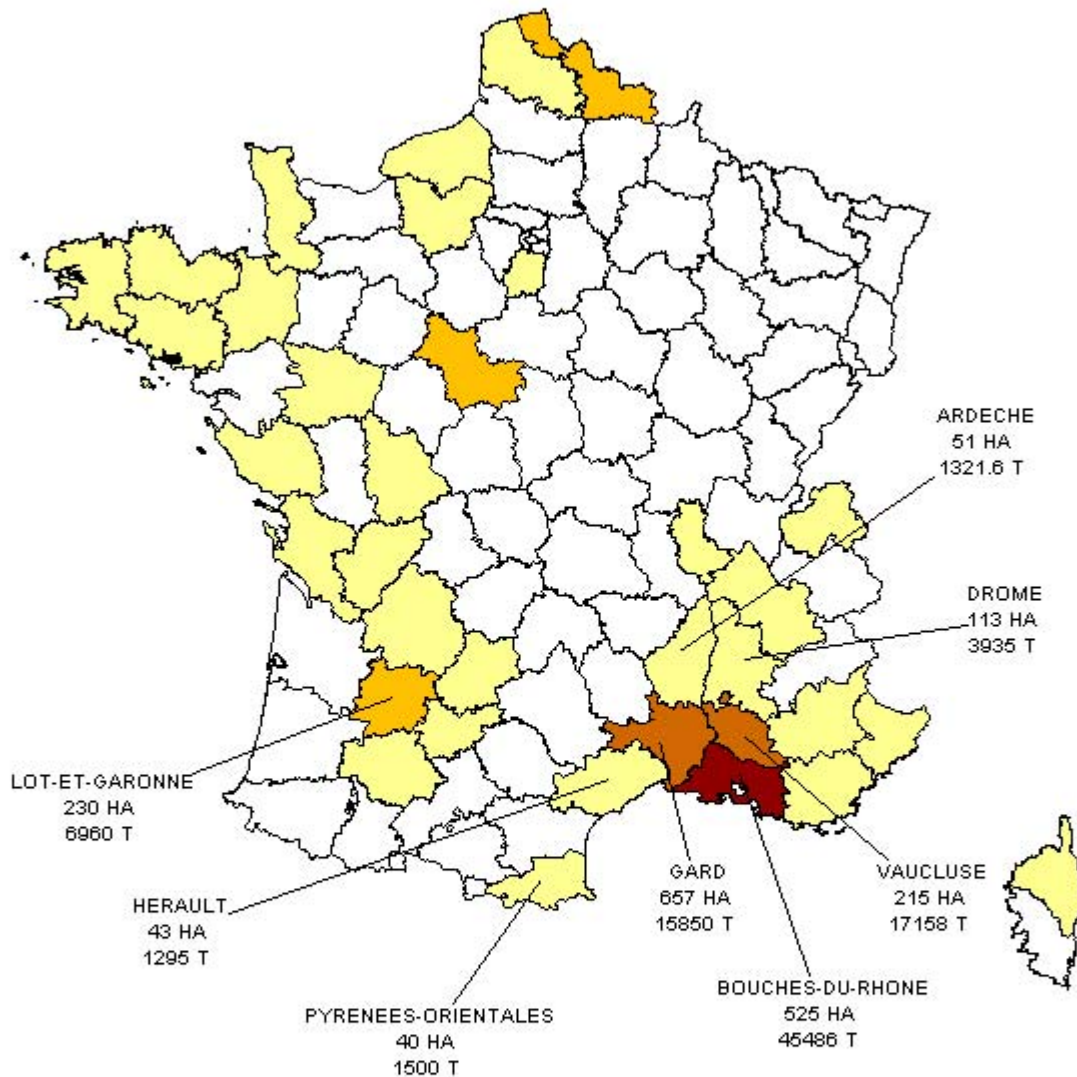 ARDECHE
51 HA
1321.6 T
DROME
113 HA
3935 T
LOT-ET-GARONNE
230 HA
6960 T
HERAULT
43 HA
1295 T
GARD
657 HA
15850 T
VAUCLUSE
215 HA
17158 T
PYRENEES-ORIENTALES
40 HA
1500 T
BOUCHES-DU-RHONE
525 HA
45486 T